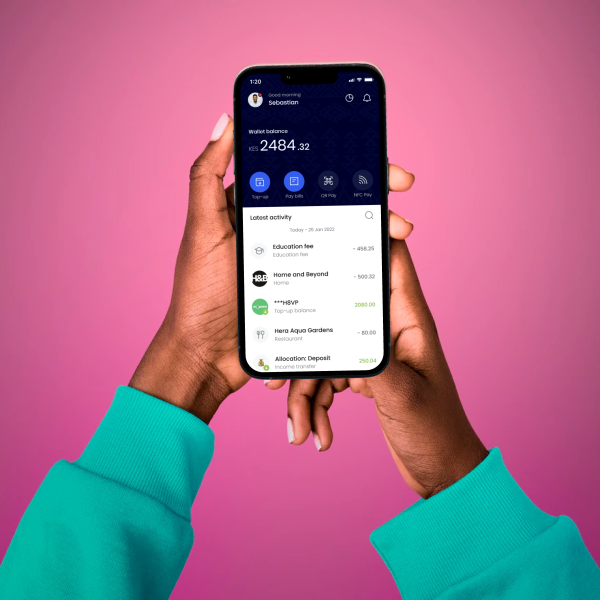 1:20
Good morning
Sebastian
Wallet balance
KES 2484.32
Top-up
Pay bills
QR Pay
NFC Pay
Latest activity
Today - 25 Jan 2022
Education fee
- 458.25
Education fee
H&B
Home and Beyond
- 500.32
Home
***H8VP
2080.00
Top-up balance
Hera Aqua Gardens
- 80.00
Restaurant
Allocation: Deposit
250.04
Income transfer